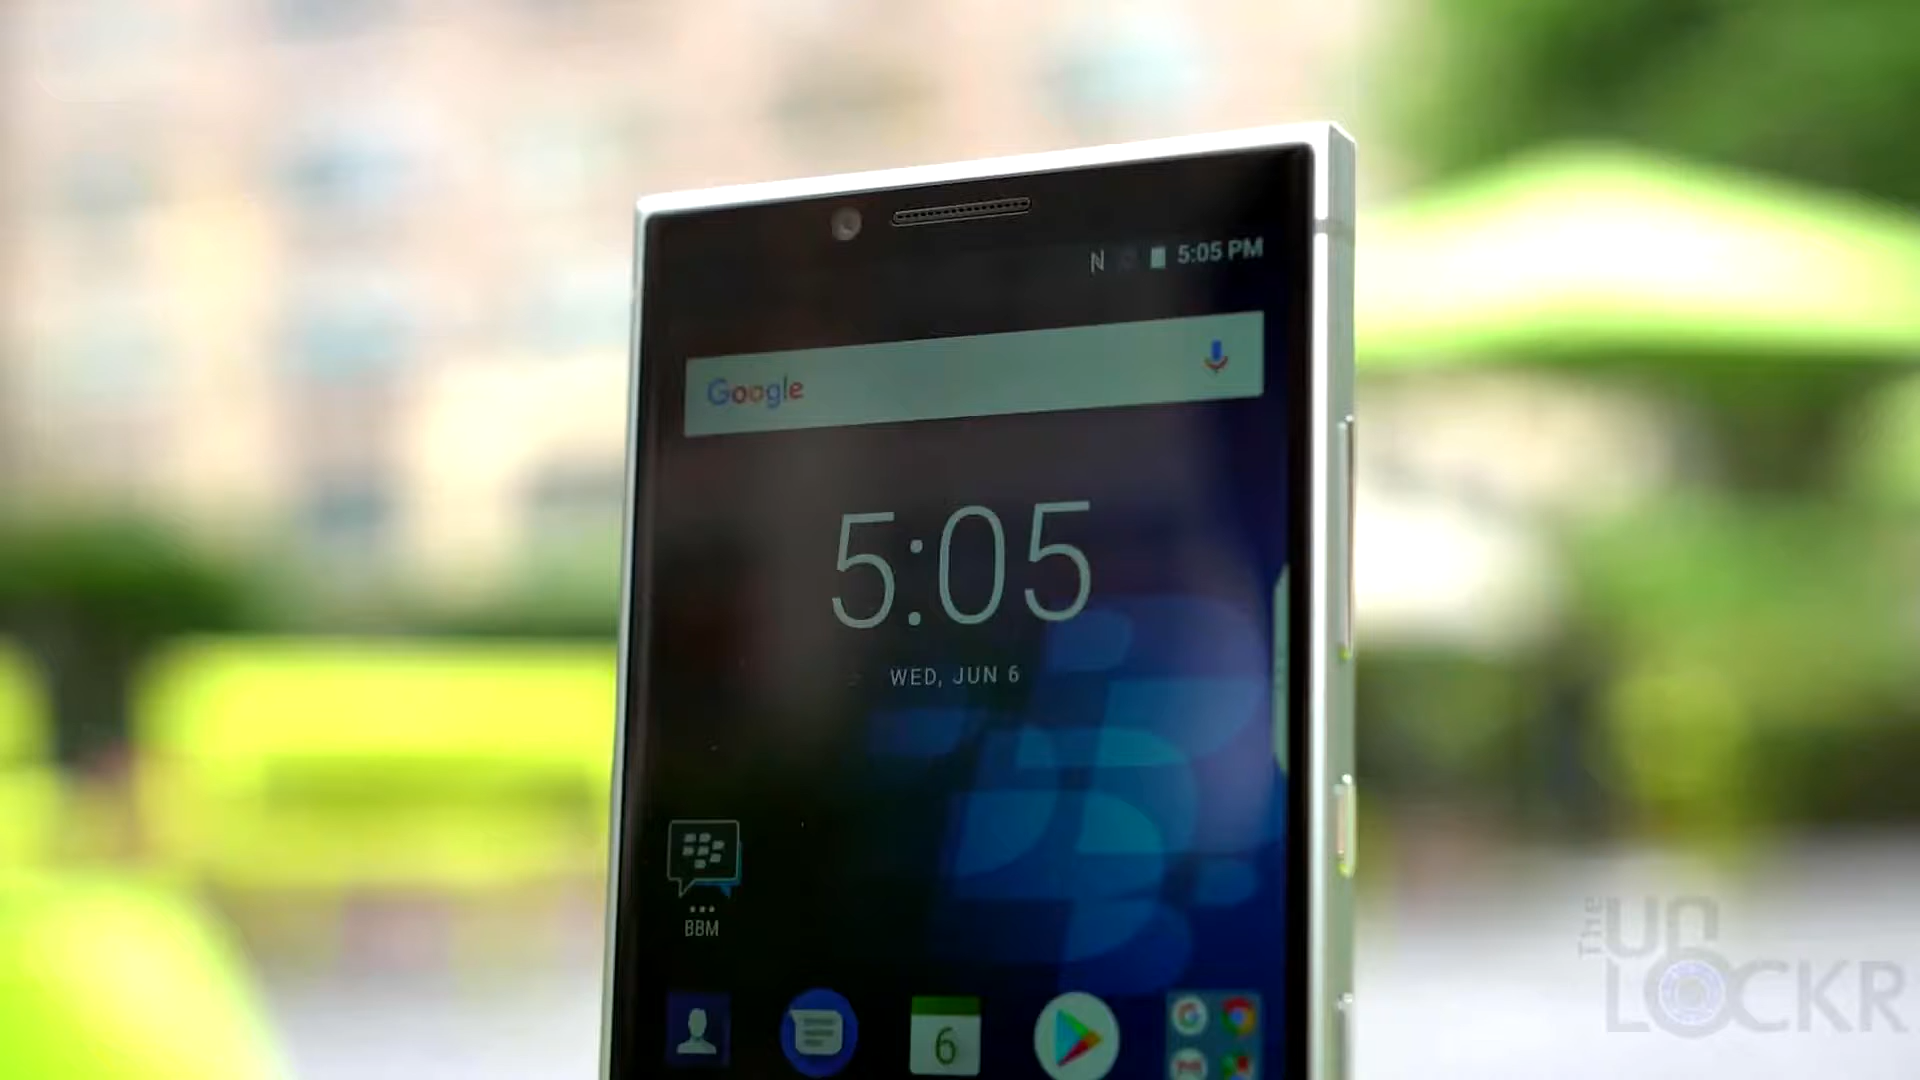 N 5:05 PM
Google
5:05
WED, JUN 6
BBM
6
The
UN
LOCKR